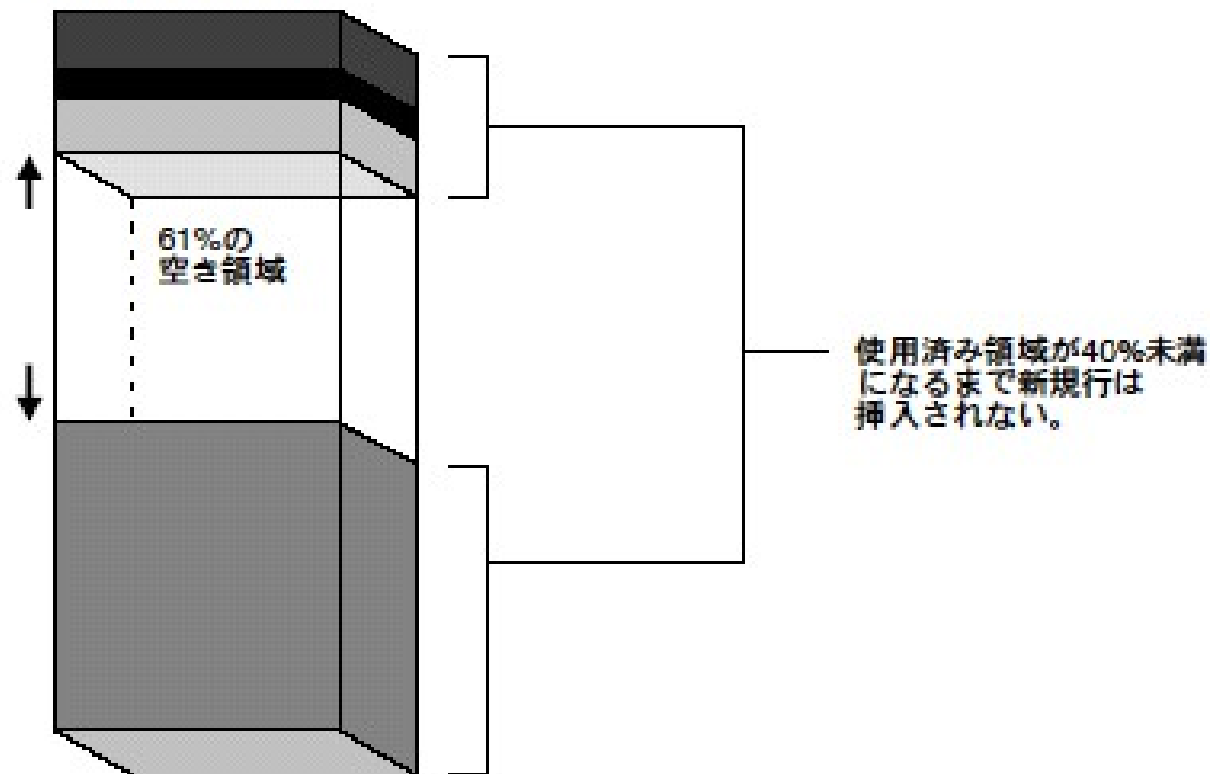 61%の
空き領域
使用済み領域が40%未満
になるまで新規行は
挿入されない。